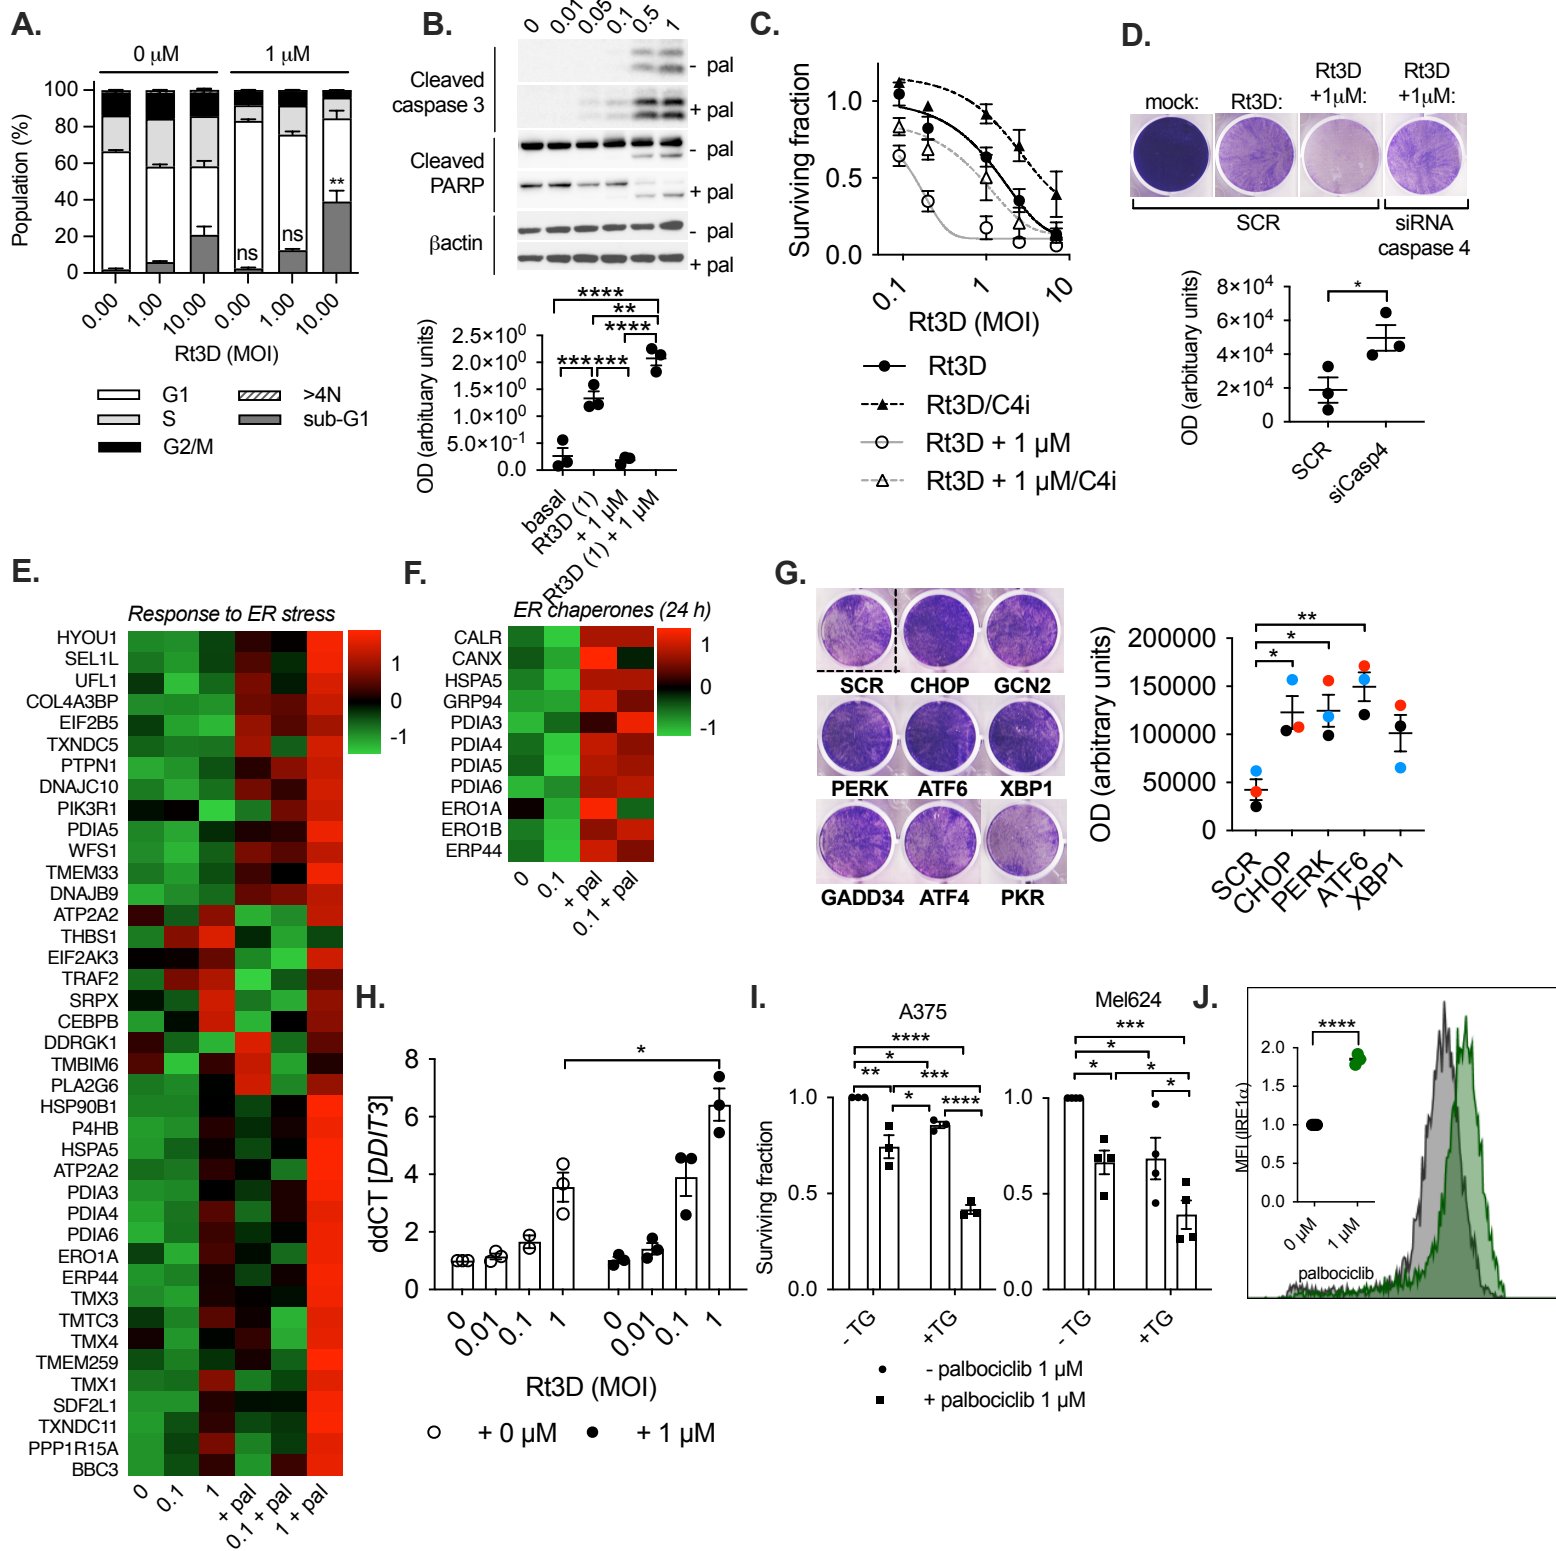 A.
0 μM
1 μM
Population (%)
100
80
60
40
20
0
ns
ns
**
0.00
1.00
10.00
0.00
1.00
10.00
Rt3D (MOI)
G1
S
G2/M
>4N
sub-G1
B.
0
0.01
0.05
0.1
0.5
1
Cleaved
caspase 3
- pal
+ pal
Cleaved
PARP
- pal
+ pal
βactin
- pal
+ pal
OD (arbituary units)
2.5×10⁰
2.0×10⁰
1.5×10⁰
1.0×10⁰
5.0×10⁻¹
0.0
****
**
****
******
basal
Rt3D (1)
+ 1 μM
Rt3D (1) + 1 μM
C.
Surviving fraction
1.0
0.5
0.0
0.1
1
10
Rt3D (MOI)
Rt3D
Rt3D/C4i
Rt3D + 1 μM
Rt3D + 1 μM/C4i
D.
mock:
Rt3D:
Rt3D
+1μM:
Rt3D
+1μM:
SCR
siRNA
caspase 4
OD (arbituary units)
8×10⁴
6×10⁴
4×10⁴
2×10⁴
0
*
SCR
siCasp4
E.
Response to ER stress
HYOU1
SEL1L
UFL1
COL4A3BP
EIF2B5
TXNDC5
PTPN1
DNAJC10
PIK3R1
PDIA5
WFS1
TMEM33
DNAJB9
ATP2A2
THBS1
EIF2AK3
TRAF2
SRPX
CEBPB
DDRGK1
TMBIM6
PLA2G6
HSP90B1
P4HB
HSPA5
ATP2A2
PDIA3
PDIA4
PDIA6
ERO1A
ERP44
TMX3
TMTC3
TMX4
TMEM259
TMX1
SDF2L1
TXNDC11
PPP1R15A
BBC3
0
0.1
1
+ pal
0.1 + pal
1 + pal
1
0
-1
F.
ER chaperones (24 h)
CALR
CANX
HSPA5
GRP94
PDIA3
PDIA4
PDIA5
PDIA6
ERO1A
ERO1B
ERP44
0
0.1
+ pal
0.1 + pal
1
0
-1
G.
SCR
CHOP
GCN2
PERK
ATF6
XBP1
GADD34
ATF4
PKR
OD (arbitrary units)
200000
150000
100000
50000
0
**
*
*
SCR
CHOP
PERK
ATF6
XBP1
H.
ddCT [DDIT3]
8
6
4
2
0
*
0
0.01
0.1
1
0
0.01
0.1
1
Rt3D (MOI)
+ 0 μM
+ 1 μM
I.
A375
Surviving fraction
1.0
0.5
0.0
****
*
**
***
*
****
- TG
+TG
Mel624
1.0
0.5
0.0
***
*
*
*
*
- TG
+TG
- palbociclib 1 μM
+ palbociclib 1 μM
J.
MFI (IRE1α)
2.0
1.5
1.0
0.5
0.0
****
0 μM
1 μM
palbociclib